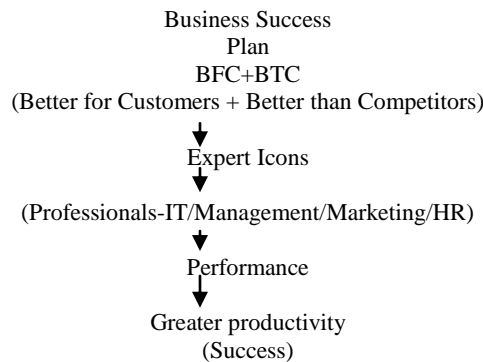 Business Success
Plan
BFC+BTC
(Better for Customers + Better than Competitors)
Expert Icons
(Professionals-IT/Management/Marketing/HR)
Performance
Greater productivity
(Success)